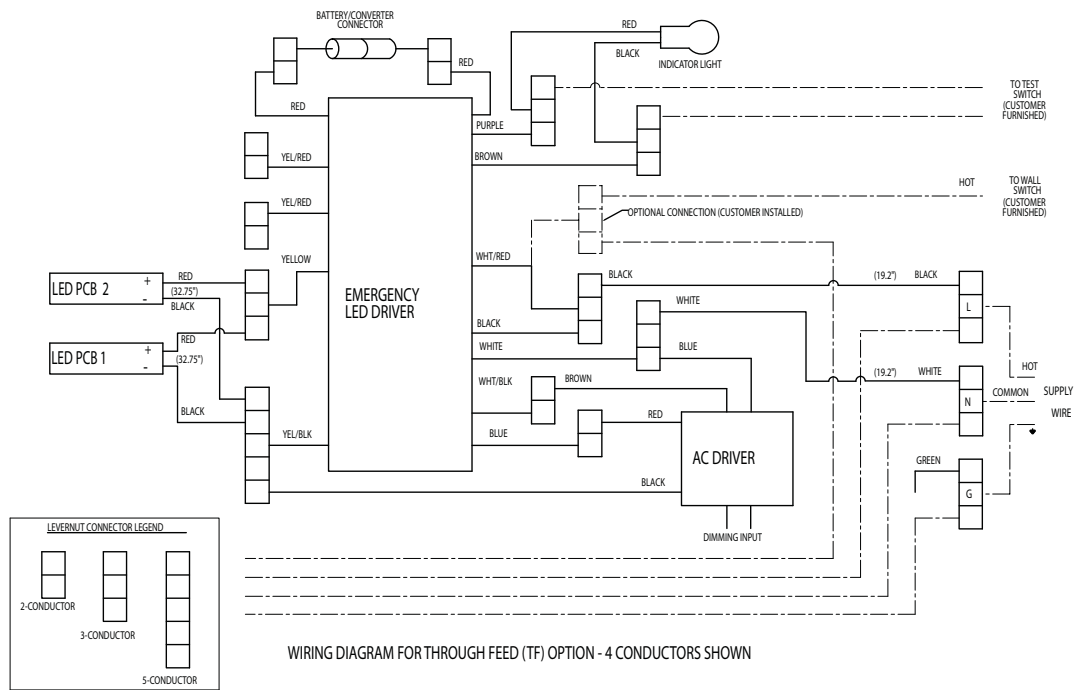 BATTERY/CONVERTER
CONNECTOR
RED
RED
RED
BLACK
INDICATOR LIGHT
TO TEST
SWITCH
(CUSTOMER
FURNISHED)
PURPLE
BROWN
YEL/RED
YEL/RED
YELLOW
HOT
TO WALL
SWITCH
(CUSTOMER
FURNISHED)
OPTIONAL CONNECTION (CUSTOMER INSTALLED)
WHT/RED
EMERGENCY
LED DRIVER
LED PCB 2
+
-
RED
(32.75")
BLACK
LED PCB 1
+
-
RED
(32.75")
BLACK
YEL/BLK
BLACK
WHITE
WHT/BLK
BLUE
BLACK
(19.2")
BLACK
WHITE
BLUE
L
HOT
(19.2")
WHITE
N
COMMON
SUPPLY
WIRE
BROWN
RED
AC DRIVER
BLACK
GREEN
G
DIMMING INPUT
LEVERNUT CONNECTOR LEGEND
2-CONDUCTOR
3-CONDUCTOR
5-CONDUCTOR
WIRING DIAGRAM FOR THROUGH FEED (TF) OPTION - 4 CONDUCTORS SHOWN